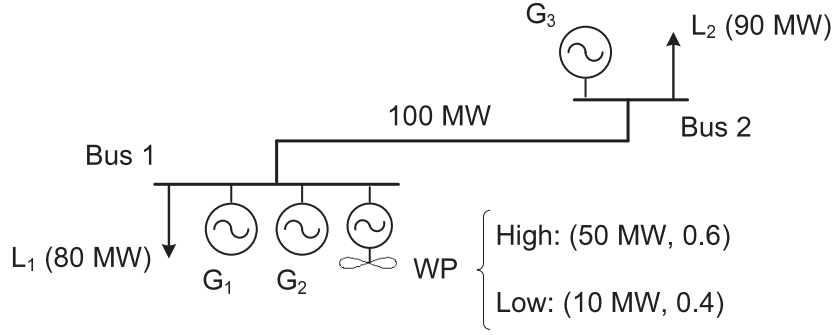 G₃
L₂ (90 MW)
100 MW
Bus 2
Bus 1
L₁ (80 MW)
G₁
G₂
WP
High: (50 MW, 0.6)
Low: (10 MW, 0.4)